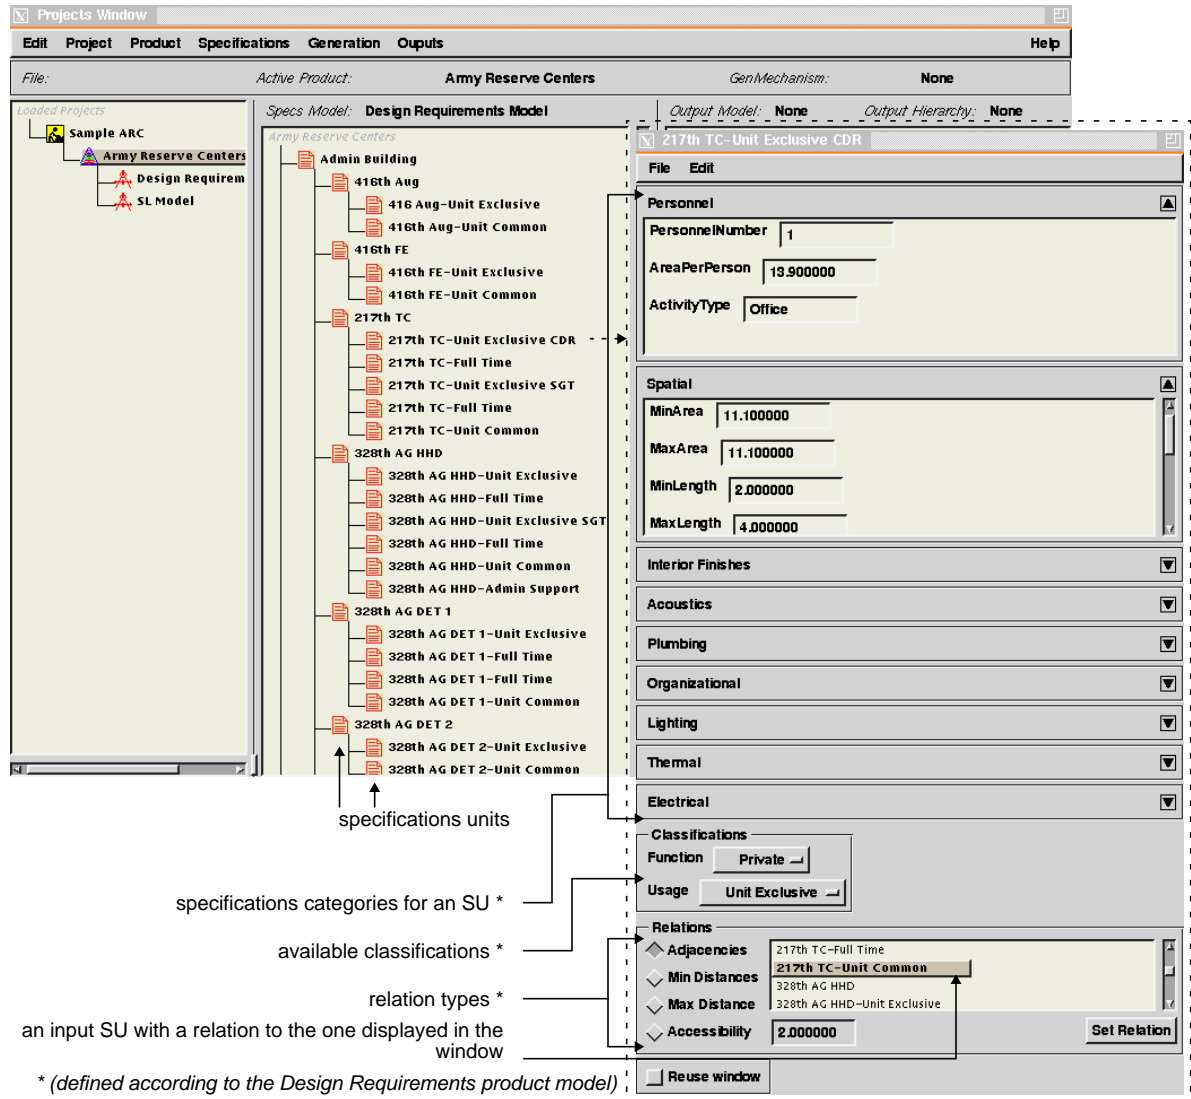 Projects Window
Edit Project Product Specifications Generation Ouputs Help
File: Active Product: Army Reserve Centers GenMechanism: None
Loaded Projects
Sample ARC
Army Reserve Centers
Design Requirem
SL Model
Specs Model: Design Requirements Model
Output Model: None Output Hierarchy: None
Army Reserve Centers
Admin Building
416th Aug
416 Aug-Unit Exclusive
416th Aug-Unit Common
416th FE
416th FE-Unit Exclusive
416th FE-Unit Common
217th TC
217th TC-Unit Exclusive CDR
217th TC-Full Time
217th TC-Unit Exclusive SGT
217th TC-Full Time
217th TC-Unit Common
328th AG HHD
328th AG HHD-Unit Exclusive
328th AG HHD-Full Time
328th AG HHD-Unit Exclusive SGT
328th AG HHD-Full Time
328th AG HHD-Unit Common
328th AG HHD-Admin Support
328th AG DET 1
328th AG DET 1-Unit Exclusive
328th AG DET 1-Full Time
328th AG DET 1-Full Time
328th AG DET 1-Unit Common
328th AG DET 2
328th AG DET 2-Unit Exclusive
328th AG DET 2-Unit Common
217th TC-Unit Exclusive CDR
File Edit
Personnel
PersonnelNumber 1
AreaPerPerson 13.900000
ActivityType Office
Spatial
MinArea 11.100000
MaxArea 11.100000
MinLength 2.000000
MaxLength 4.000000
Interior Finishes
Acoustics
Plumbing
Organizational
Lighting
Thermal
Electrical
Classifications
Function Private
Usage Unit Exclusive
Relations
Adjacencies
Min Distances
Max Distance
Accessibility 2.000000
217th TC-Full Time
217th TC-Unit Common
328th AG HHD
328th AG HHD-Unit Exclusive
Set Relation
Reuse window
specifications units
specifications categories for an SU *
available classifications *
relation types *
an input SU with a relation to the one displayed in the
window
* (defined according to the Design Requirements product model)